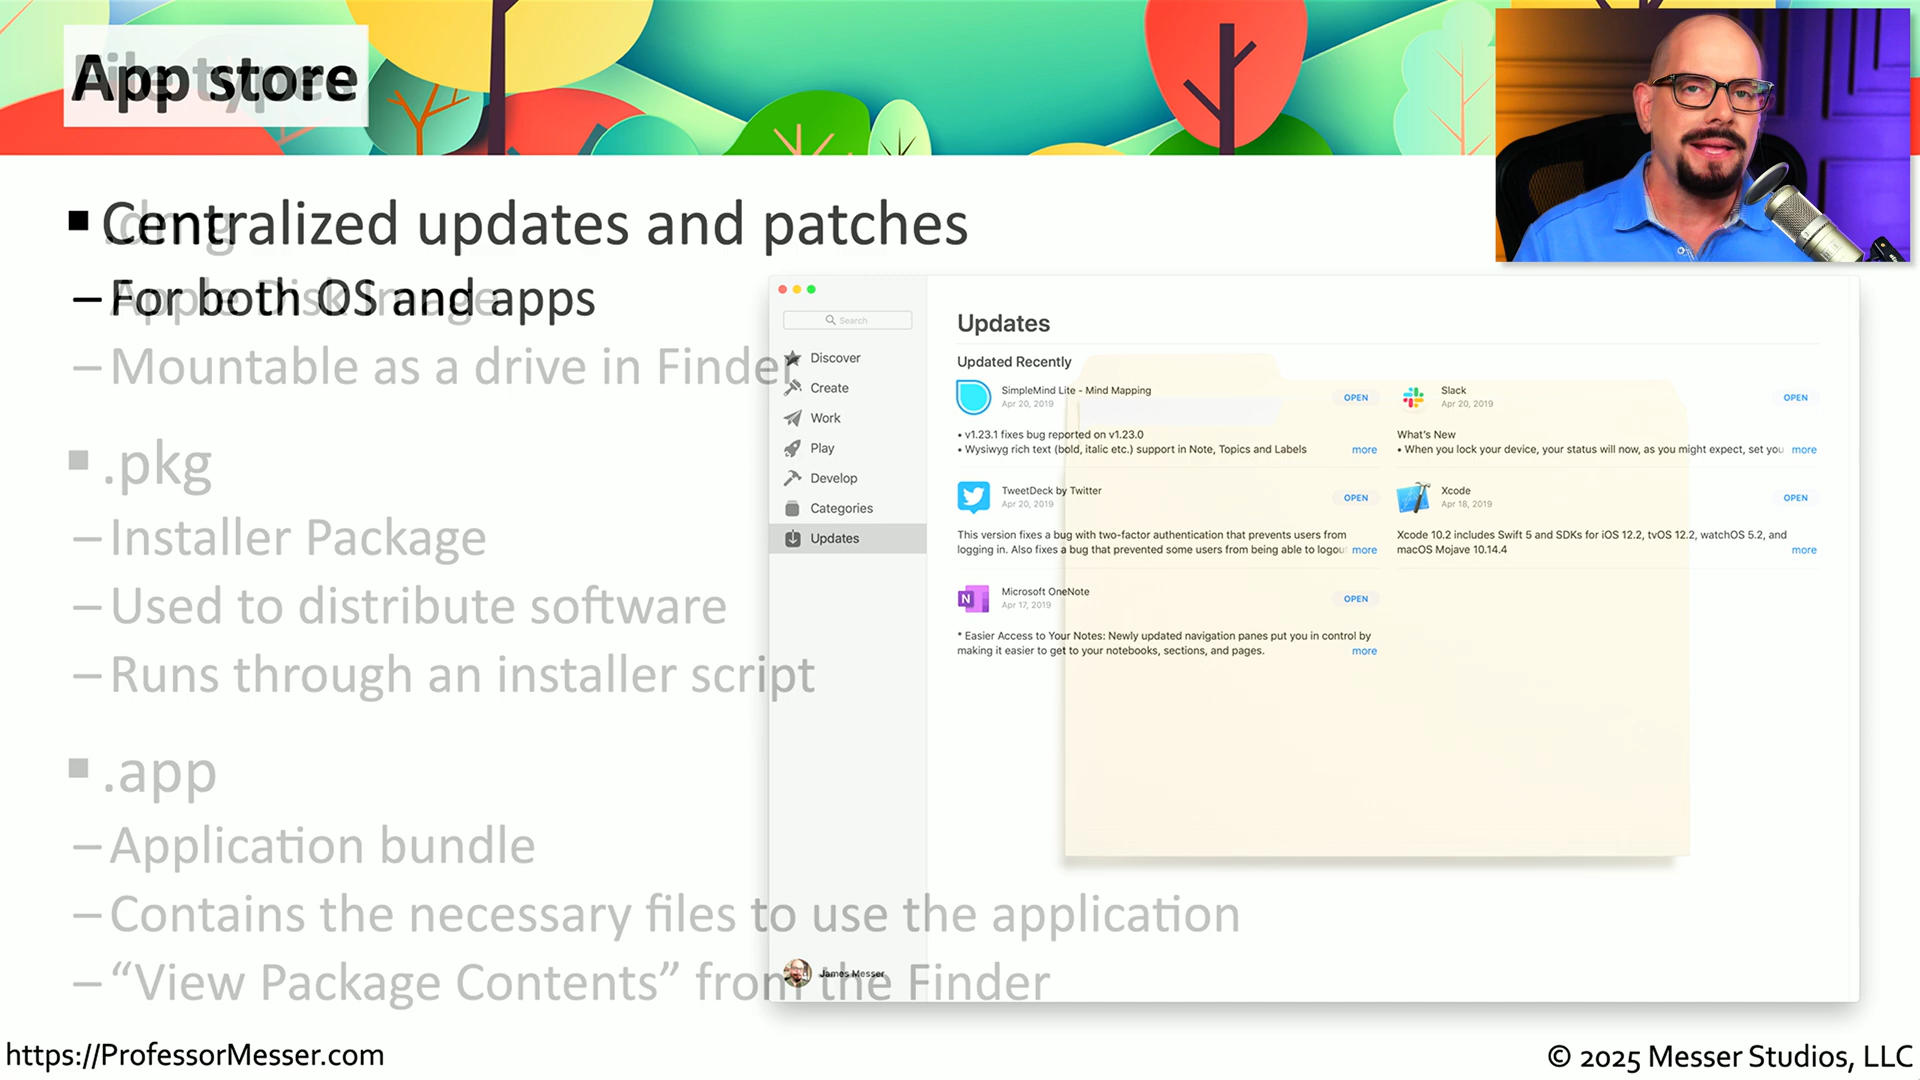 App store
File types
Centralized updates and patches
.dmg
– For both OS and apps
– Apple Disk Image
– Mountable as a drive in Finder
.pkg
– Installer Package
– Used to distribute software
– Runs through an installer script
.app
– Application bundle
– Contains the necessary files to use the application
– “View Package Contents” from the Finder
Search
Discover
Create
Work
Play
Develop
Categories
Updates
James Messer
Updates
Updated Recently
SimpleMind Lite - Mind Mapping
Apr 20, 2019
OPEN
• v1.23.1 fixes bug reported on v1.23.0
• Wysiwyg rich text (bold, italic etc.) support in Note, Topics and Labels more
Slack
Apr 20, 2019
OPEN
What's New
• When you lock your device, your status will now, as you might expect, set you more
TweetDeck by Twitter
Apr 20, 2019
OPEN
This version fixes a bug with two-factor authentication that prevents users from
logging in. Also fixes a bug that prevented some users from being able to logou more
Xcode
Apr 18, 2019
OPEN
Xcode 10.2 includes Swift 5 and SDKs for iOS 12.2, tvOS 12.2, watchOS 5.2, and
macOS Mojave 10.14.4 more
N
Microsoft OneNote
Apr 17, 2019
OPEN
* Easier Access to Your Notes: Newly updated navigation panes put you in control by
making it easier to get to your notebooks, sections, and pages. more
https://ProfessorMesser.com
© 2025 Messer Studios, LLC